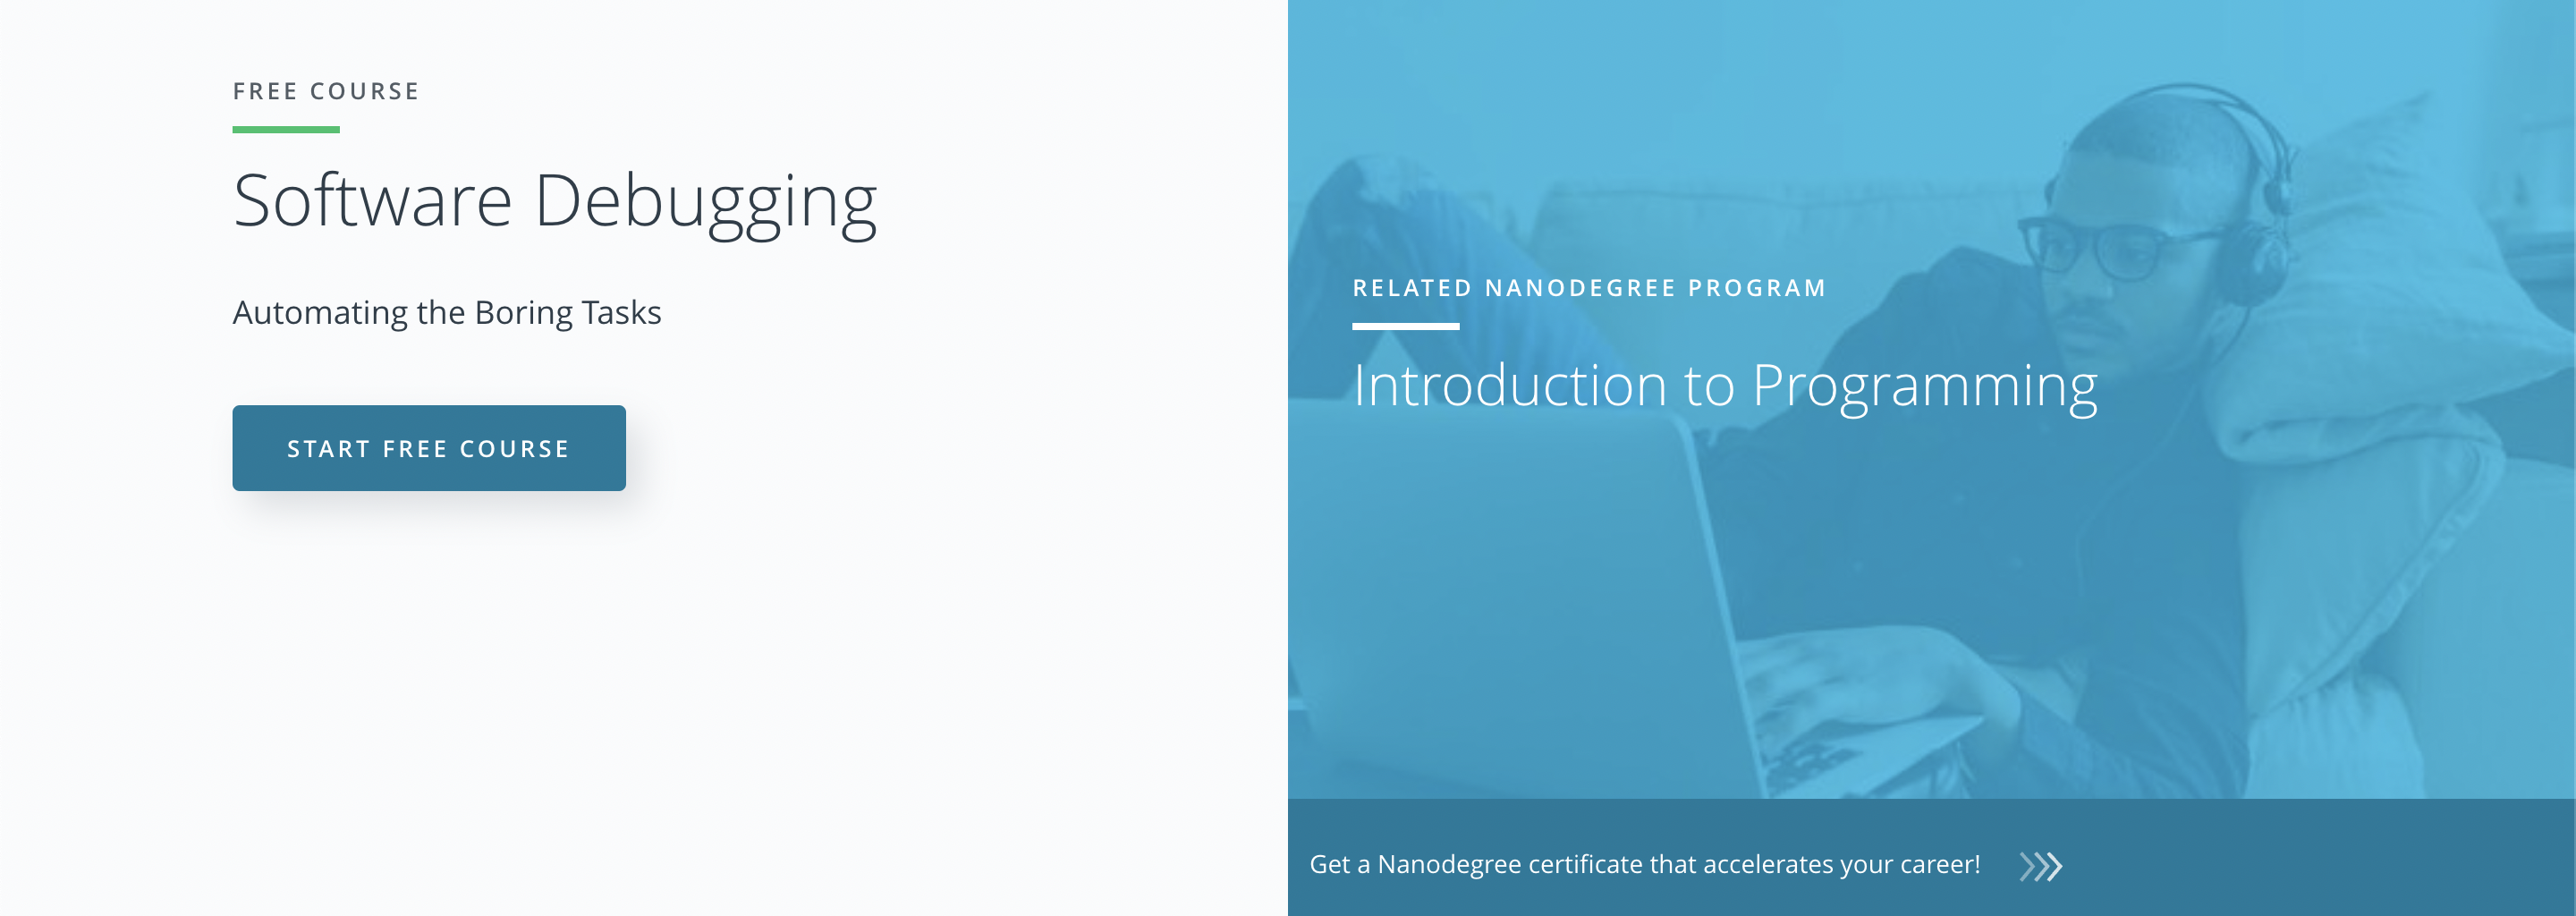 FREE COURSE
Software Debugging
Automating the Boring Tasks
START FREE COURSE
RELATED NANODEGREE PROGRAM
Introduction to Programming
Get a Nanodegree certificate that accelerates your career!